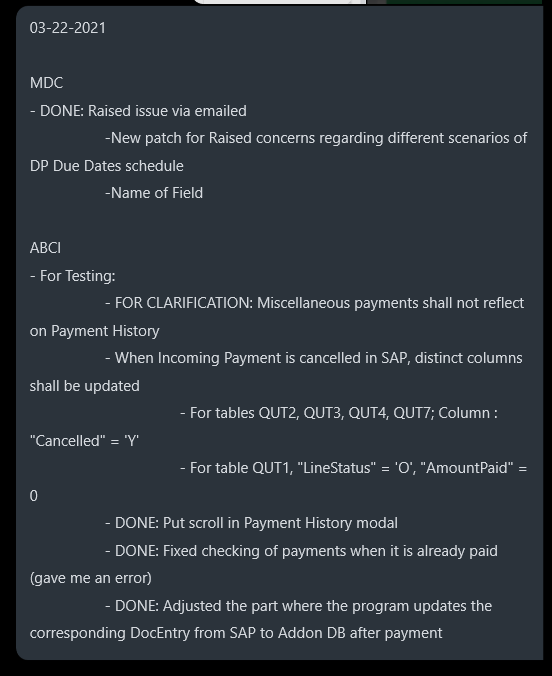 03-22-2021
MDC
- DONE: Raised issue via emailed
-New patch for Raised concerns regarding different scenarios of
DP Due Dates schedule
-Name of Field
ABCI
- For Testing:
- FOR CLARIFICATION: Miscellaneous payments shall not reflect
on Payment History
- When Incoming Payment is cancelled in SAP, distinct columns
shall be updated
- For tables QUT2, QUT3, QUT4, QUT7; Column :
"Cancelled" = 'Y'
- For table QUT1, "LineStatus" = 'O', "AmountPaid" =
0
- DONE: Put scroll in Payment History modal
- DONE: Fixed checking of payments when it is already paid
(gave me an error)
- DONE: Adjusted the part where the program updates the
corresponding DocEntry from SAP to Addon DB after payment